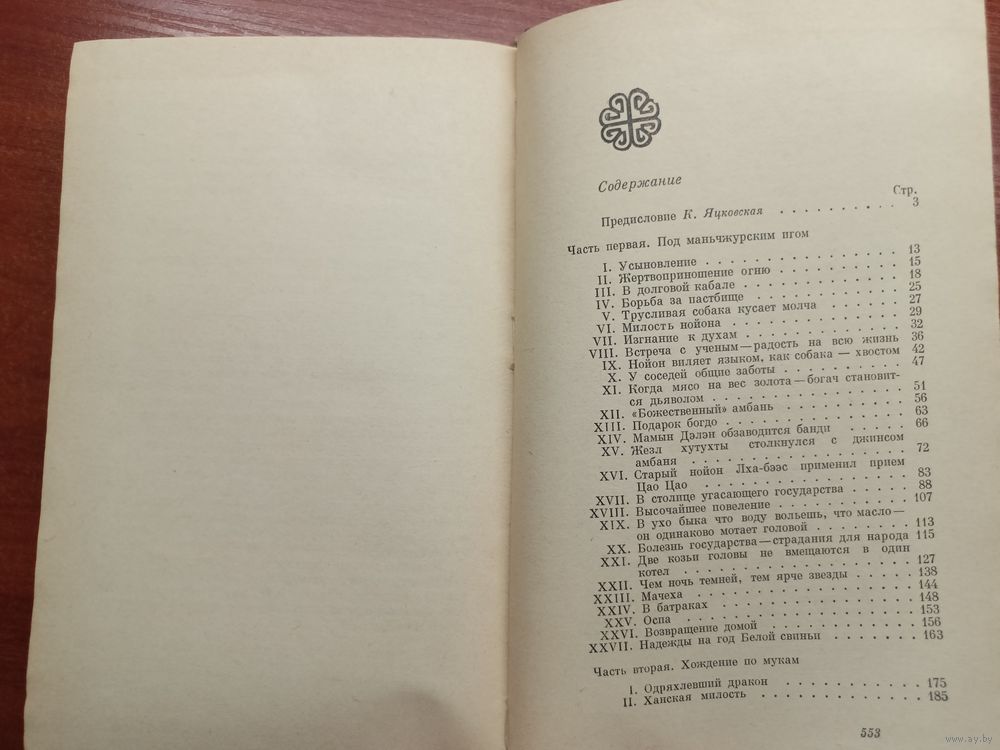 Содержание
Стр.
Предисловие К. Яцковская . . . . . . . . . . 3
Часть первая. Под маньчжурским игом
I. Усыновление . . . . . . . . . . . . . 13
II. Жертвоприношение огню . . . . . . . . . 15
III. В долговой кабале . . . . . . . . . . . 18
IV. Борьба за пастбище . . . . . . . . . . 25
V. Трусливая собака кусает молча . . . . . . 27
VI. Милость нойона . . . . . . . . . . . . 29
VII. Изгнание к духам . . . . . . . . . . . 32
VIII. Встреча с ученым — радость на всю жизнь 36
IX. Нойон виляет языком, как собака — хвостом 42
X. У соседей общие заботы . . . . . . . . 47
XI. Когда мясо на вес золота — богач становит-
ся дьяволом . . . . . . . . . . . . . 51
XII. «Божественный» амбань . . . . . . . . 56
XIII. Подарок богдо . . . . . . . . . . . . 63
XIV. Мамын Дэлэн обзаводится банди . . . . . 66
XV. Жезл хутухты столкнулся с джинсом
амбаня . . . . . . . . . . . . . . . 72
XVI. Старый нойон Лха-бээс применил прием
Цао Цао . . . . . . . . . . . . . . 83
XVII. В столице угасающего государства . . . . . 88
XVIII. Высочайшее повеление . . . . . . . . . 107
XIX. В ухо быка что воду вольешь, что масло —
он одинаково мотает головой . . . . . . . 113
XX. Болезнь государства — страдания для народа 115
XXI. Две козьи головы не вмещаются в один
котел . . . . . . . . . . . . . . . 127
XXII. Чем ночь темней, тем ярче звезды . . . . . 138
XXIII. Мачеха . . . . . . . . . . . . . . . 144
XXIV. В батраках . . . . . . . . . . . . . 148
XXV. Оспа . . . . . . . . . . . . . . . . 153
XXVI. Возвращение домой . . . . . . . . . . 156
XXVII. Надежды на год Белой свиньи . . . . . . 163
Часть вторая. Хождение по мукам
I. Одряхлевший дракон . . . . . . . . . . 175
II. Ханская милость . . . . . . . . . . . . 185
553
www.ay.by